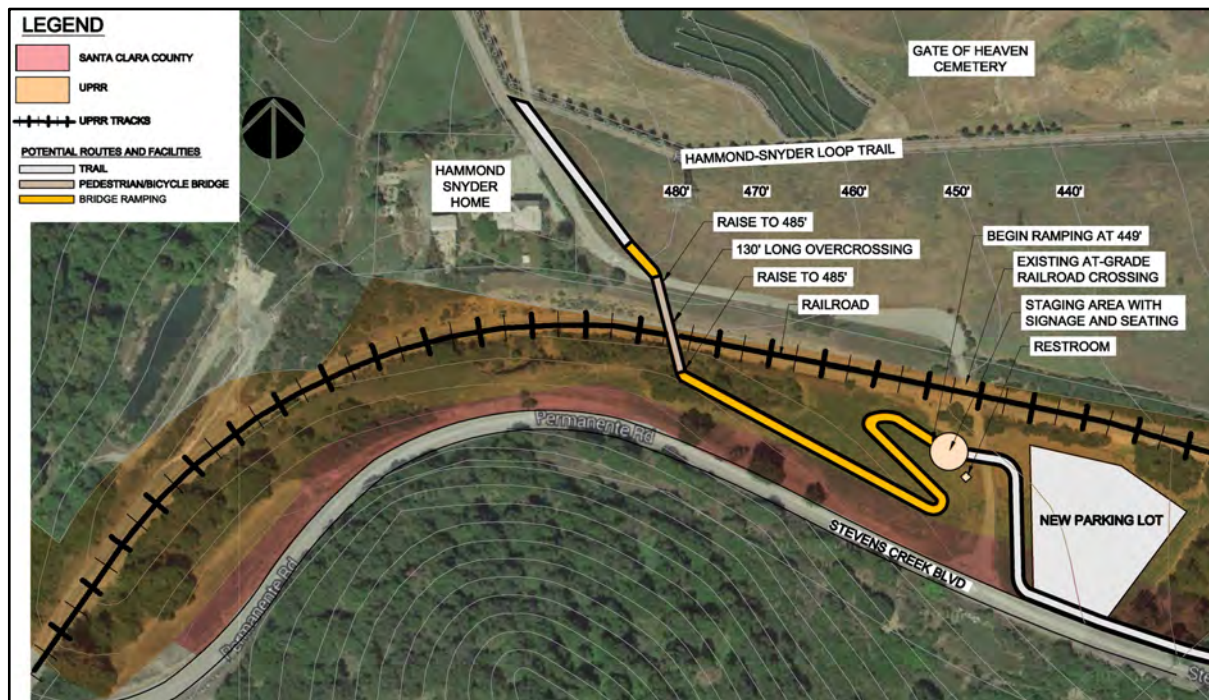 LEGEND
SANTA CLARA COUNTY
UPRR
UPRR TRACKS
POTENTIAL ROUTES AND FACILITIES
TRAIL
PEDESTRIAN/BICYCLE BRIDGE
BRIDGE RAMPING
GATE OF HEAVEN
CEMETERY
HAMMOND-SNYDER LOOP TRAIL
HAMMOND
SNYDER
HOME
480'
470'
460'
450'
440'
RAISE TO 485'
130' LONG OVERCROSSING
RAISE TO 485'
RAILROAD
BEGIN RAMPING AT 449'
EXISTING AT-GRADE
RAILROAD CROSSING
STAGING AREA WITH
SIGNAGE AND SEATING
RESTROOM
Permanente Rd
Permanente Rd
STEVENS CREEK BLVD
NEW PARKING LOT